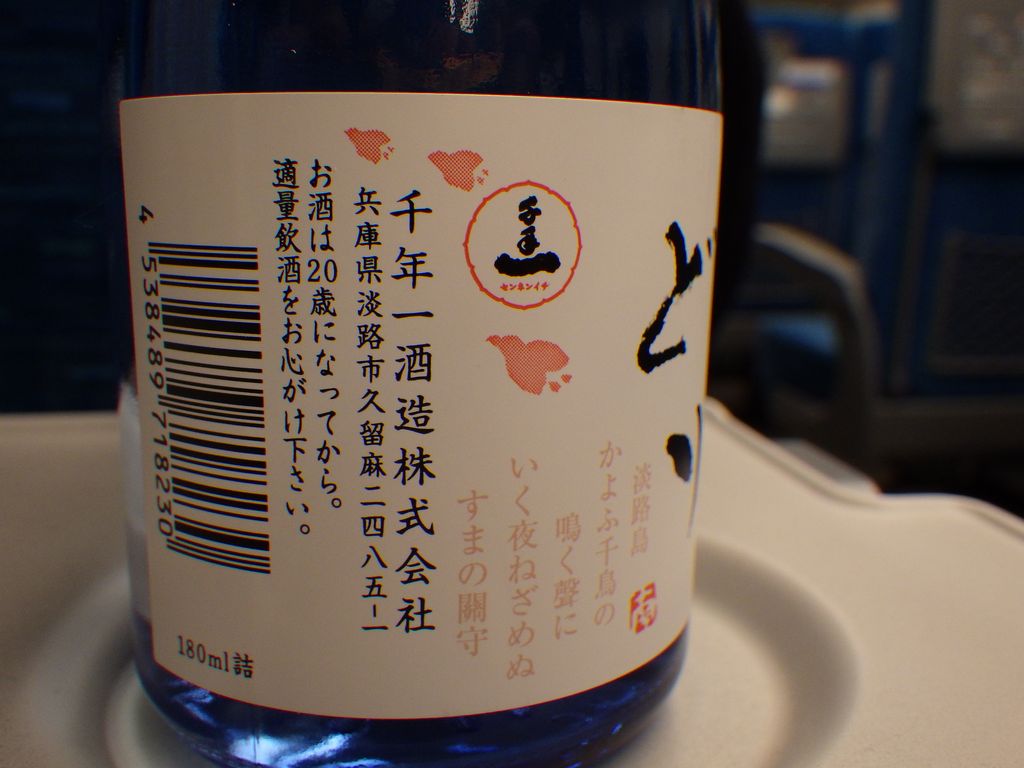 どり
淡路島
かよふ千鳥の
鳴く聲に
いく夜ねざめぬ
すまの關守
千年一
センネンイチ
千年一酒造株式会社
兵庫県淡路市久留麻二四八五ー一
お酒は20歳になってから。
適量飲酒をお心がけ下さい。
4 538489 718230
180ml詰